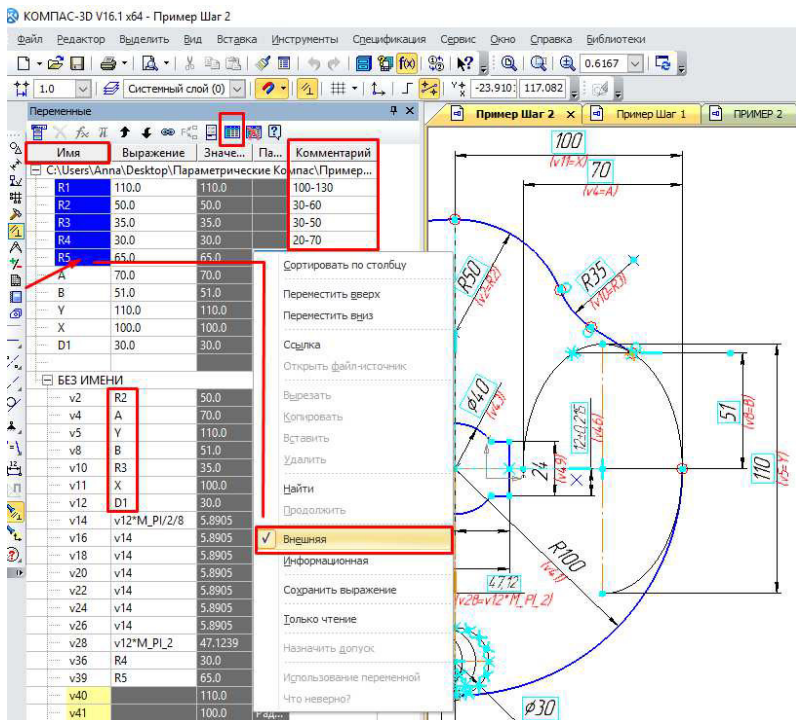 КОМПАС-3D V16.1 x64 - Пример Шаг 2
Файл Редактор Выделить Вид Вставка Инструменты Спецификация Сервис Окно Справка Библиотеки
0.6167
1.0 Системный слой (0) -23.910 117.082
Переменные
Пример Шаг 2 Пример Шаг 1 ПРИМЕР 2
Имя Выражение Значе... Па... Комментарий
C:\Users\Anna\Desktop\Параметрические Компас\Пример...
R1 110.0 110.0 100-130
R2 50.0 50.0 30-60
R3 35.0 35.0 30-50
R4 30.0 30.0 20-70
R5 65.0 65.0
A 70.0 70.0
B 51.0 51.0
Y 110.0 110.0
X 100.0 100.0
D1 30.0 30.0
БЕЗ ИМЕНИ
v2 R2 50.0
v4 A 70.0
v5 Y 110.0
v8 B 51.0
v10 R3 35.0
v11 X 100.0
v12 D1 30.0
v14 v12*M_PI/2/8 5.8905
v16 v14 5.8905
v18 v14 5.8905
v20 v14 5.8905
v22 v14 5.8905
v24 v14 5.8905
v26 v14 5.8905
v28 v12*M_PI_2 47.1239
v36 R4 30.0
v39 R5 65.0
v40 110.0
v41 100.0 Рад...
Сортировать по столбцу
Переместить вверх
Переместить вниз
Ссылка
Открыть файл-источник
Вырезать
Копировать
Вставить
Удалить
Найти
Продолжить
Внешняя
Информационная
Сохранить выражение
Только чтение
Назначить допуск
Использование переменной
Что неверно?
100
(v11=X)
70
(v4=A)
R50
(v2=R2)
R35
(v10=R3)
ø40
(v43)
12±0,215
(v46)
24
(v49)
51
(v8=B)
110
(v5=Y)
R100
(v41)
47,12
(v28=v12*M_PI_2)
ø30